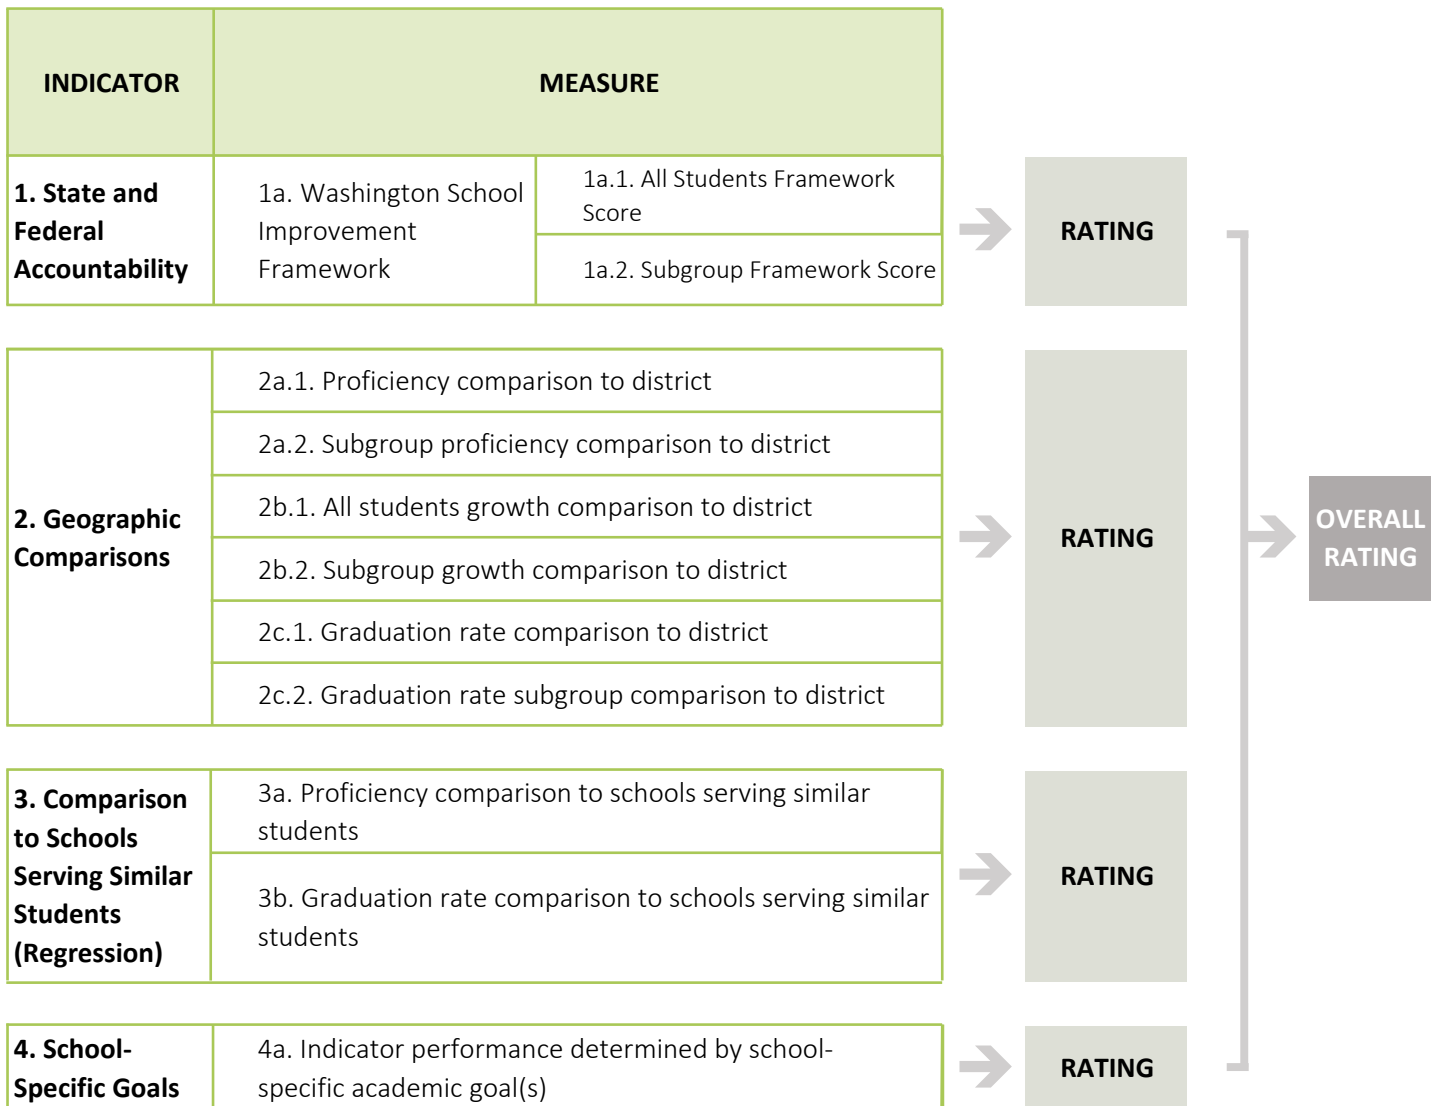 INDICATOR
MEASURE
1. State and
Federal
Accountability
1a. Washington School
Improvement
Framework
1a.1. All Students Framework
Score
1a.2. Subgroup Framework Score
RATING
2. Geographic
Comparisons
2a.1. Proficiency comparison to district
2a.2. Subgroup proficiency comparison to district
2b.1. All students growth comparison to district
2b.2. Subgroup growth comparison to district
2c.1. Graduation rate comparison to district
2c.2. Graduation rate subgroup comparison to district
RATING
OVERALL
RATING
3. Comparison
to Schools
Serving Similar
Students
(Regression)
3a. Proficiency comparison to schools serving similar
students
3b. Graduation rate comparison to schools serving similar
students
RATING
4. School-
Specific Goals
4a. Indicator performance determined by school-
specific academic goal(s)
RATING